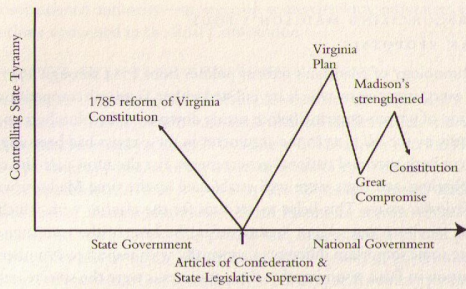 Controlling State Tyranny
Virginia
Plan
1785 reform of Virginia
Constitution
Madison's
strengthened
Constitution
Great
Compromise
State Government
National Government
Articles of Confederation &
State Legislative Supremacy